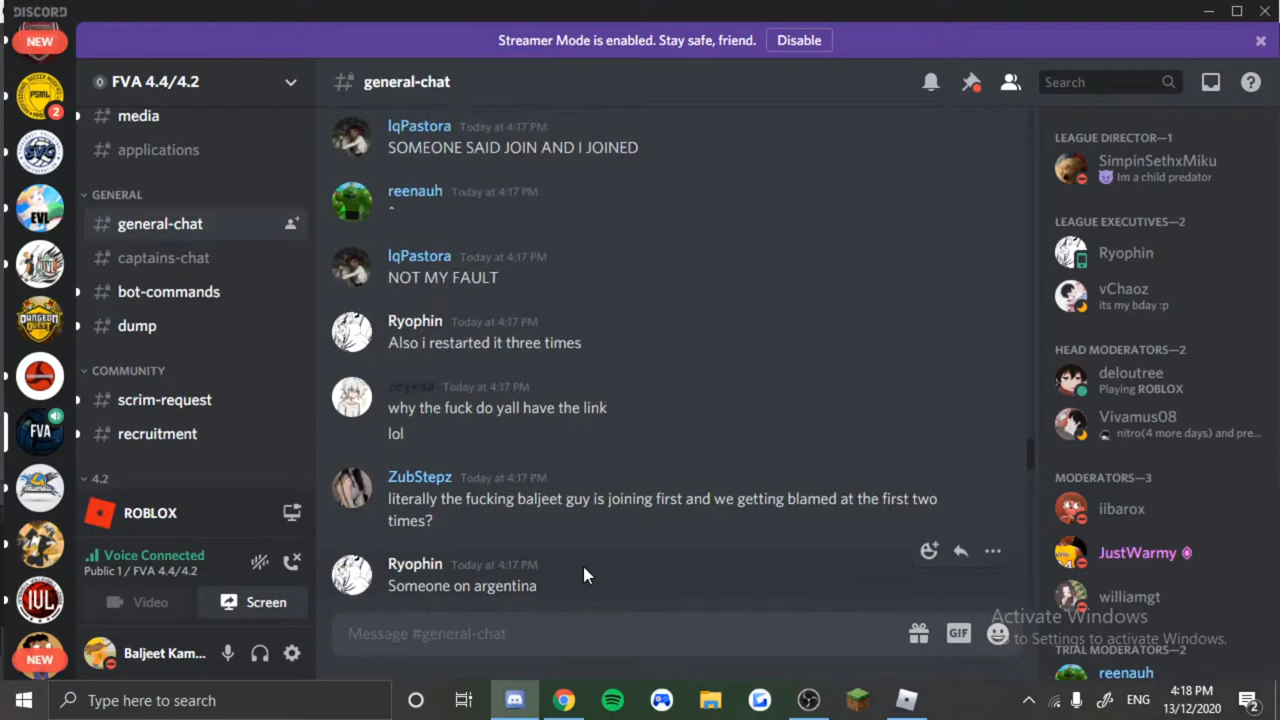 DISCORD
Streamer Mode is enabled. Stay safe, friend.
Disable
NEW
PSML
2
SVC
EVL
DUNGEON QUEST
FVA
IVL
NEW
FVA 4.4/4.2
media
applications
GENERAL
general-chat
captains-chat
bot-commands
dump
COMMUNITY
scrim-request
recruitment
4.2
ROBLOX
Voice Connected
Public 1 / FVA 4.4/4.2
Video
Screen
Baljeet Kam...
general-chat
Search
IqPastora Today at 4:17 PM
SOMEONE SAID JOIN AND I JOINED
reenauh Today at 4:17 PM
^
IqPastora Today at 4:17 PM
NOT MY FAULT
Ryophin Today at 4:17 PM
Also i restarted it three times
Today at 4:17 PM
why the fuck do yall have the link
lol
ZubStepz Today at 4:17 PM
literally the fucking baljeet guy is joining first and we getting blamed at the first two
times?
Ryophin Today at 4:17 PM
Someone on argentina
Message #general-chat
GIF
LEAGUE DIRECTOR—1
SimpinSethxMiku
😈 Im a child predator
LEAGUE EXECUTIVES—2
Ryophin
vChaoz
its my bday :p
HEAD MODERATORS—2
deloutree
Playing ROBLOX
Vivamus08
nitro(4 more days) and pre...
MODERATORS—3
iibarox
JustWarmy
williamgt
Activate Windows
to Settings to activate Windows.
TRIAL MODERATORS—2
reenauh
Type here to search
ENG
4:18 PM
13/12/2020
2